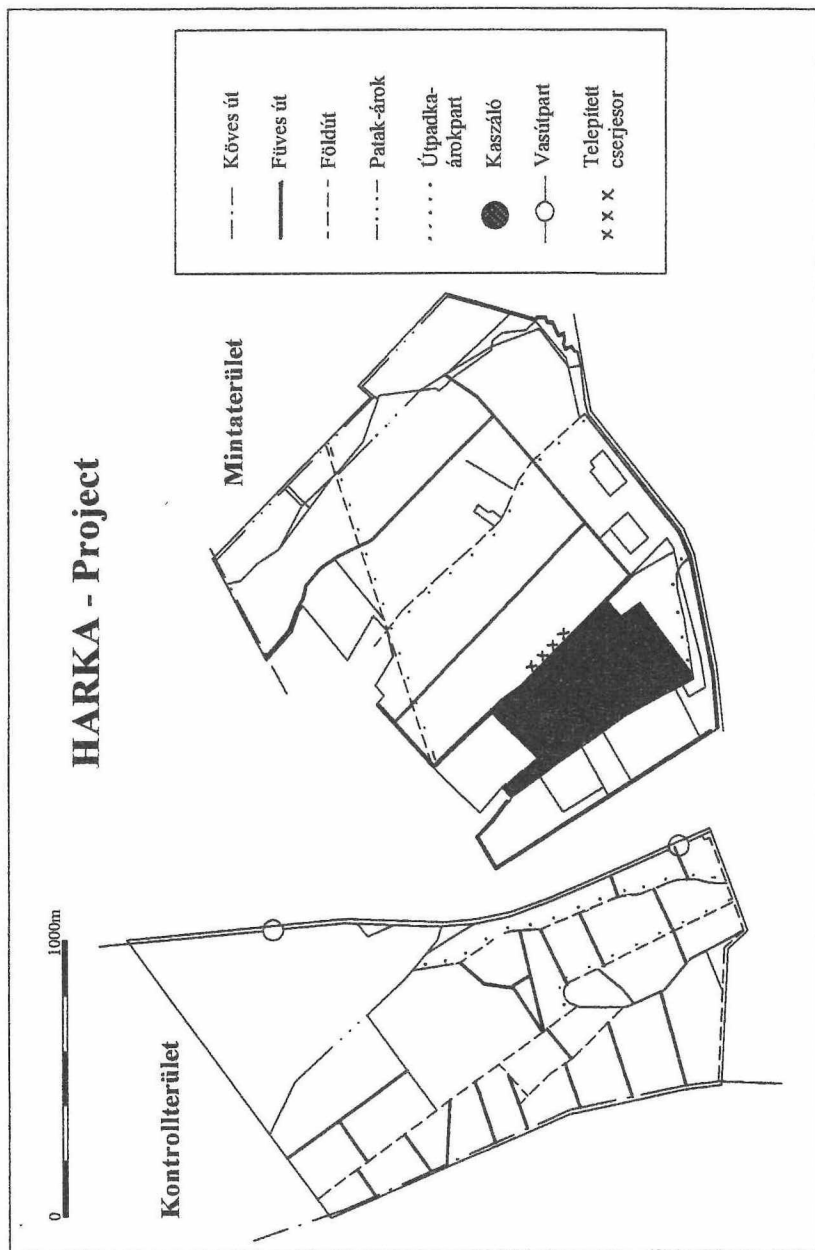 HARKA - Project
0
1000m
Kontrollterület
Mintaterület
Köves út
Füves út
Földút
Patak-árok
Útpadka-
árokpart
Kaszáló
Vasútpart
Telepített
cserjesor